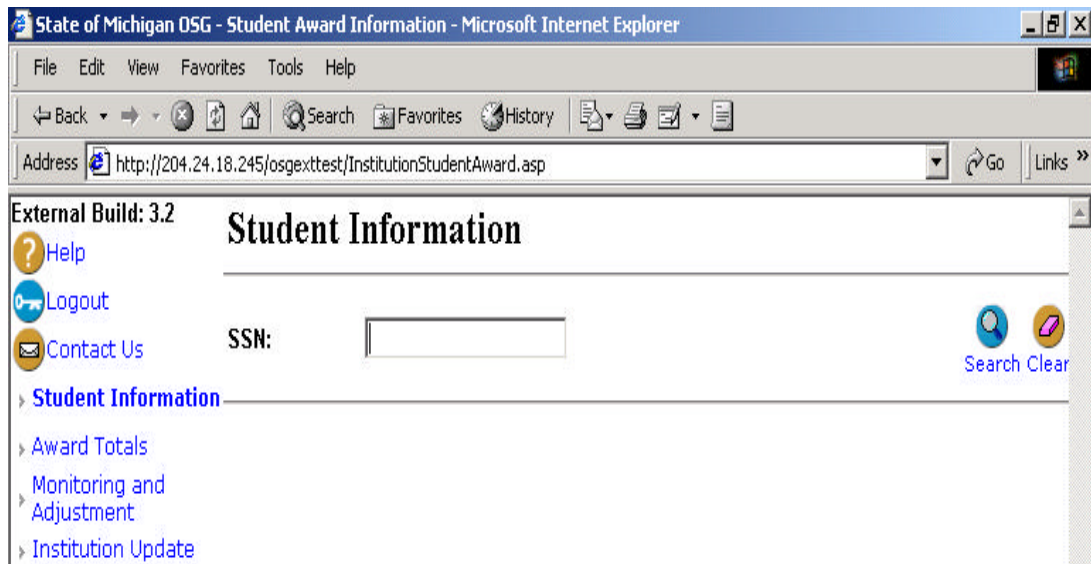 State of Michigan OSG - Student Award Information - Microsoft Internet Explorer
File Edit View Favorites Tools Help
Back Search Favorites History
Address http://204.24.18.245/osgexttest/InstitutionStudentAward.asp Go Links »
External Build: 3.2
Student Information
Help
Logout
Contact Us
SSN:
Search Clear
Student Information
Award Totals
Monitoring and
Adjustment
Institution Update